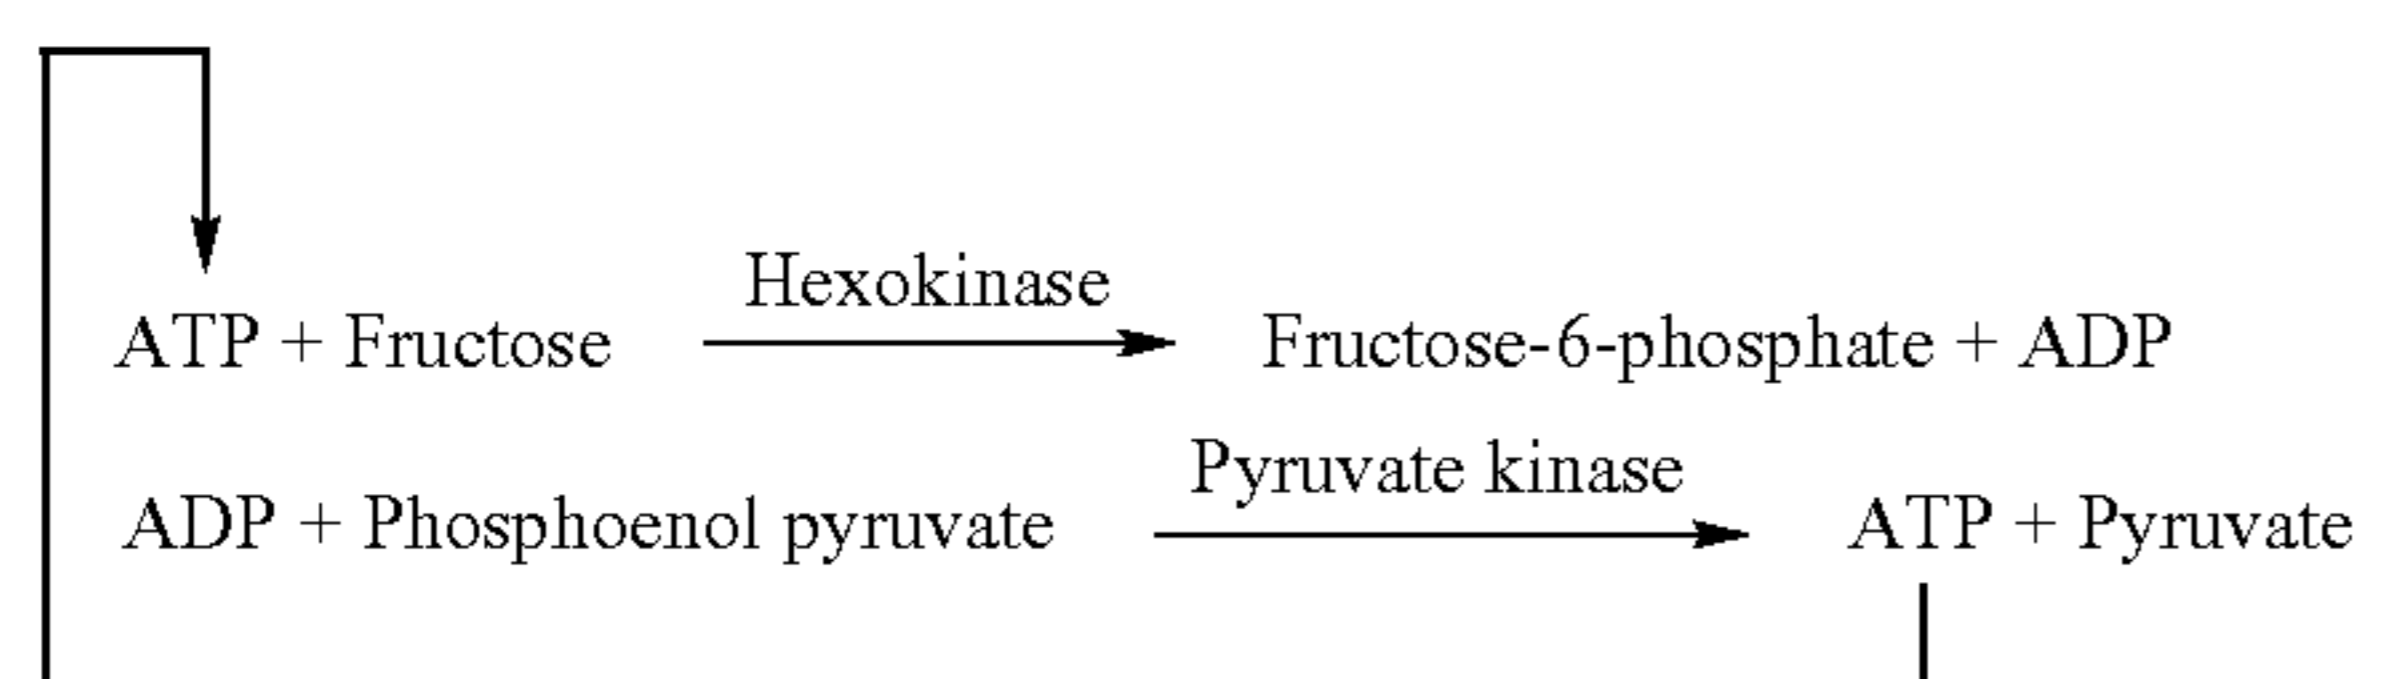 Hexokinase
ATP + Fructose Fructose-6-phosphate + ADP
Pyruvate kinase
ADP + Phosphoenol pyruvate ATP + Pyruvate